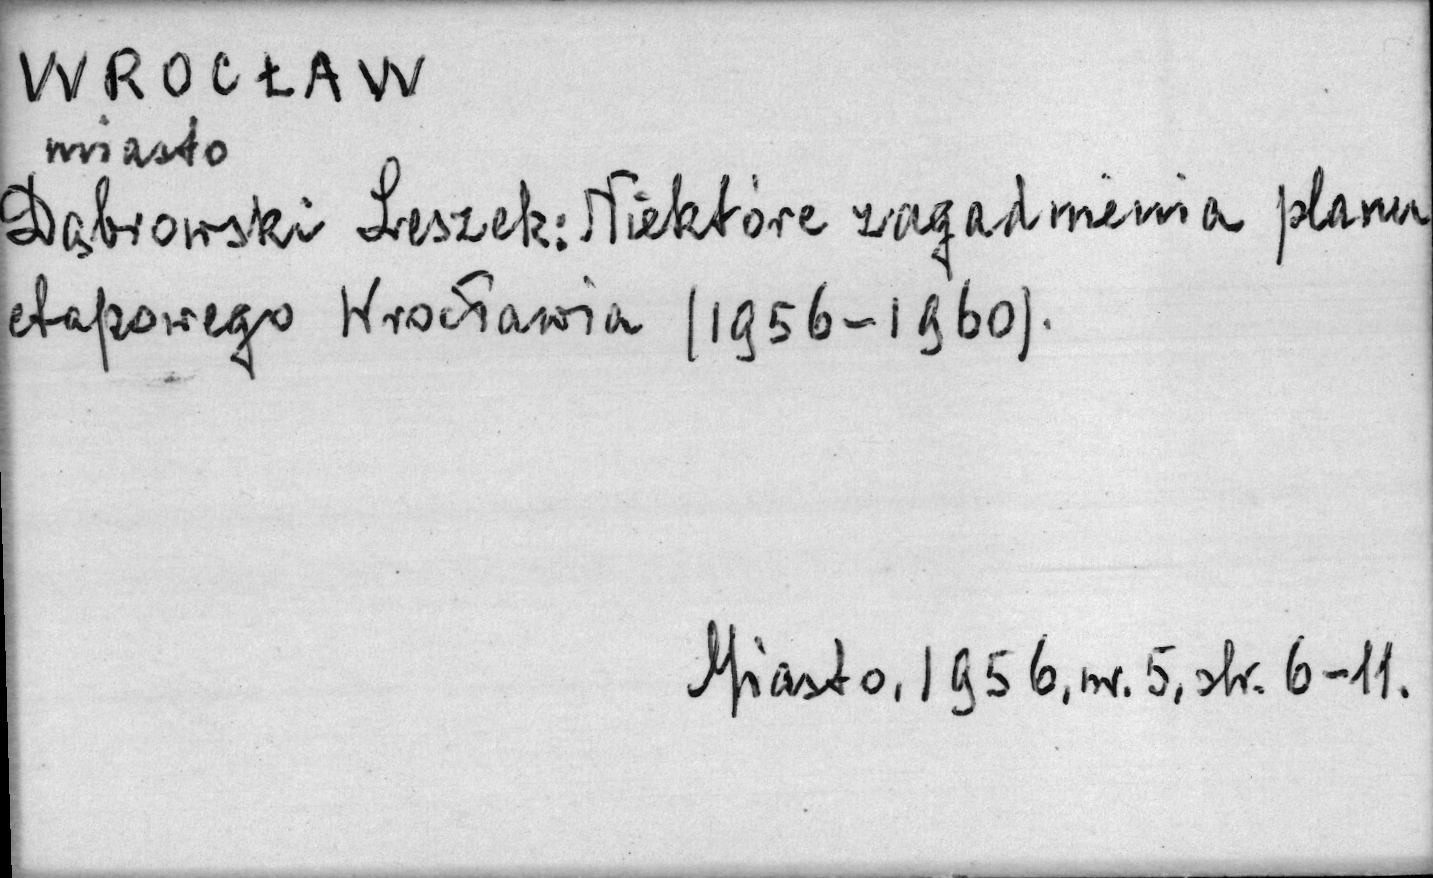 WROCŁAW
miasto
Dąbrowski Leszek: Niektóre zagadnienia planu
etapowego Wrocławia (1956-1960).
Miasto, 1956, nr. 5, str. 6-11.